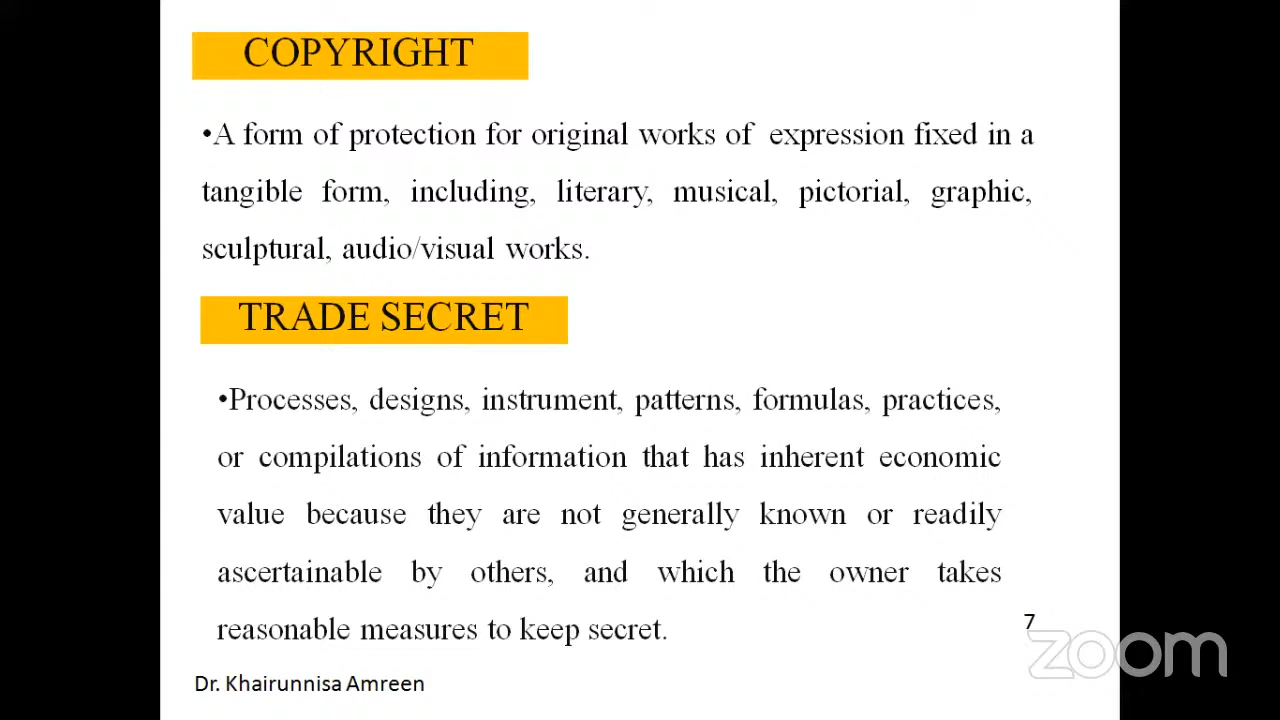 COPYRIGHT
•A form of protection for original works of expression fixed in a
tangible form, including, literary, musical, pictorial, graphic,
sculptural, audio/visual works.
TRADE SECRET
•Processes, designs, instrument, patterns, formulas, practices,
or compilations of information that has inherent economic
value because they are not generally known or readily
ascertainable by others, and which the owner takes
reasonable measures to keep secret.
7
zoom
Dr. Khairunnisa Amreen